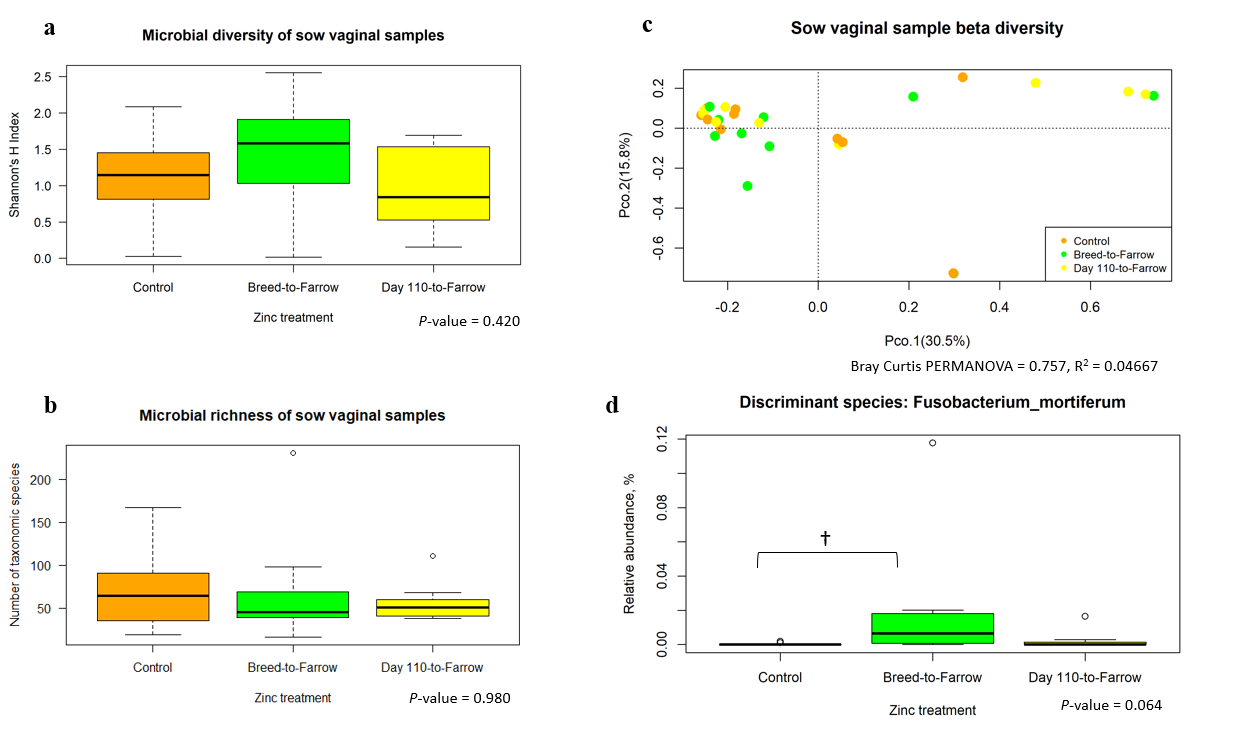 a
Microbial diversity of sow vaginal samples
Shannon's H Index
2.5
2.0
1.5
1.0
0.5
0.0
Control Breed-to-Farrow Day 110-to-Farrow
Zinc treatment
P-value = 0.420
b
Microbial richness of sow vaginal samples
Number of taxonomic species
200
150
100
50
Control Breed-to-Farrow Day 110-to-Farrow
Zinc treatment
P-value = 0.980
c
Sow vaginal sample beta diversity
Pco.2(15.8%)
0.2
0.0
-0.2
-0.4
-0.6
Control
Breed-to-Farrow
Day 110-to-Farrow
-0.2 0.0 0.2 0.4 0.6
Pco.1(30.5%)
Bray Curtis PERMANOVA = 0.757, R² = 0.04667
d
Discriminant species: Fusobacterium_mortiferum
Relative abundance, %
0.12
0.08
0.04
0.00
†
Control Breed-to-Farrow Day 110-to-Farrow
Zinc treatment
P-value = 0.064